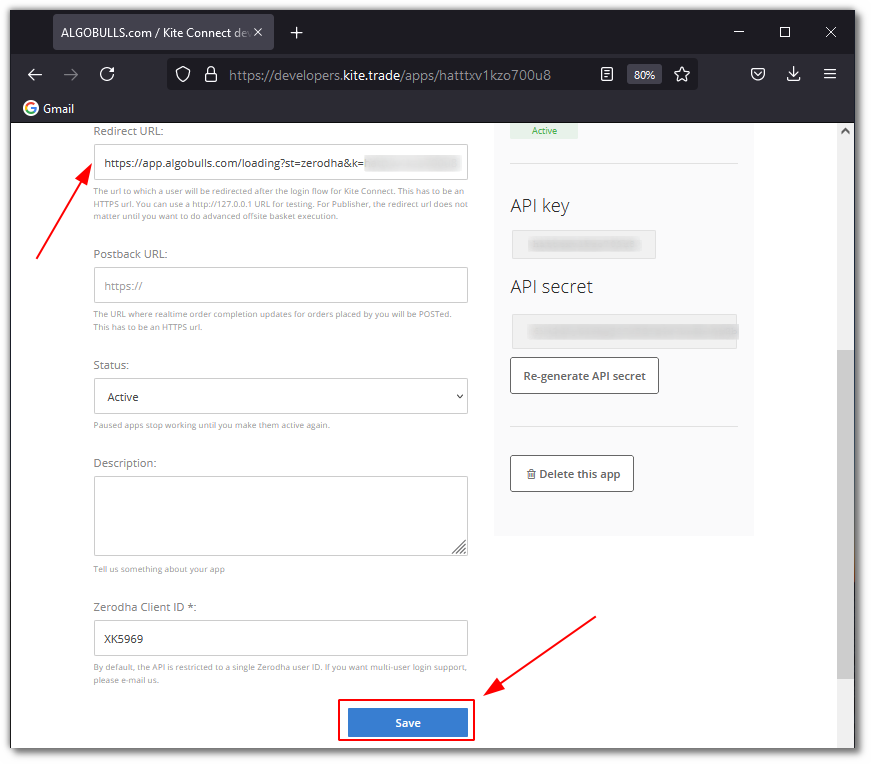 ALGOBULLS.com / Kite Connect dev
https://developers.kite.trade/apps/hatttxv1kzo700u8
80%
Gmail
Redirect URL:
https://app.algobulls.com/loading?st=zerodha&k=
The url to which a user will be redirected after the login flow for Kite Connect. This has to be an
HTTPS url. You can use a http://127.0.0.1 URL for testing. For Publisher, the redirect url does not
matter until you want to do advanced offsite basket execution.
Postback URL:
https://
The URL where realtime order completion updates for orders placed by you will be POSTed.
This has to be an HTTPS url.
Status:
Active
Paused apps stop working until you make them active again.
Description:
Tell us something about your app
Zerodha Client ID *:
XK5969
By default, the API is restricted to a single Zerodha user ID. If you want multi-user login support,
please e-mail us.
Save
Active
API key
API secret
Re-generate API secret
Delete this app